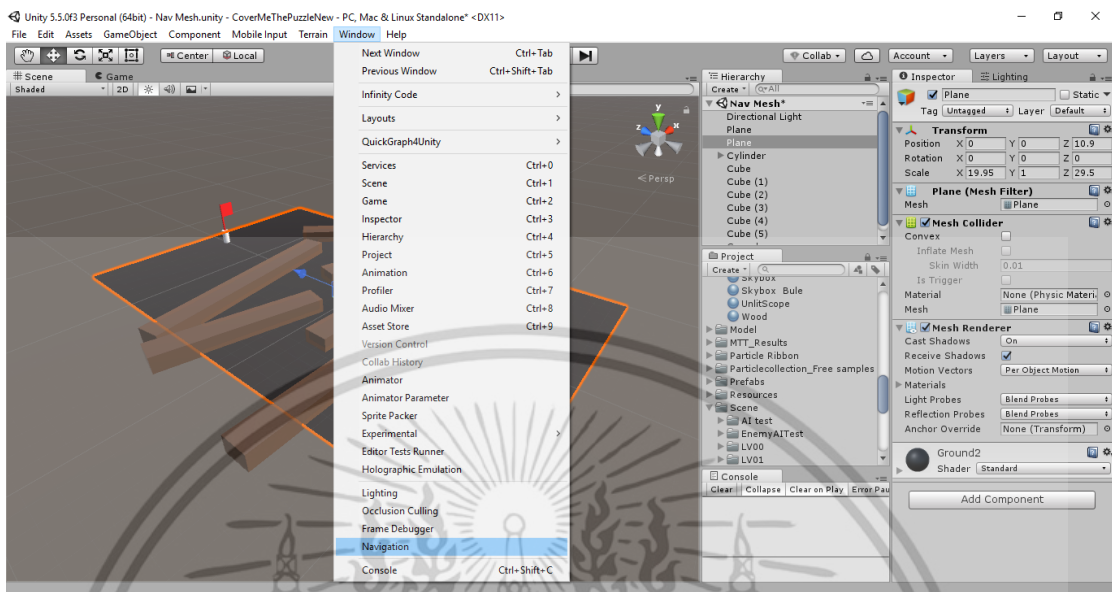 Unity 5.5.0f3 Personal (64bit) - Nav Mesh.unity - CoverMeThePuzzleNew - PC, Mac & Linux Standalone* <DX11>
File Edit Assets GameObject Component Mobile Input Terrain Window Help
Center Local
Collab Account Layers Layout
Scene Game
Shaded 2D
y
z x
Persp
Next Window Ctrl+Tab
Previous Window Ctrl+Shift+Tab
Infinity Code
Layouts
QuickGraph4Unity
Services Ctrl+0
Scene Ctrl+1
Game Ctrl+2
Inspector Ctrl+3
Hierarchy Ctrl+4
Project Ctrl+5
Animation Ctrl+6
Profiler Ctrl+7
Audio Mixer Ctrl+8
Asset Store Ctrl+9
Version Control
Collab History
Animator
Animator Parameter
Sprite Packer
Experimental
Editor Tests Runner
Holographic Emulation
Lighting
Occlusion Culling
Frame Debugger
Navigation
Console Ctrl+Shift+C
Hierarchy
Create All
Nav Mesh*
Directional Light
Plane
Plane
Cylinder
Cube
Cube (1)
Cube (2)
Cube (3)
Cube (4)
Cube (5)
Project
Create
Skybox
Skybox Bule
UnlitScope
Wood
Model
MTT_Results
Particle Ribbon
Particlecollection_Free samples
Prefabs
Resources
Scene
AI test
EnemyAITest
LV00
LV01
Console
Clear Collapse Clear on Play Error Pau
Inspector Lighting
Plane Static
Tag Untagged Layer Default
Transform
Position X 0 Y 0 Z 10.9
Rotation X 0 Y 0 Z 0
Scale X 19.95 Y 1 Z 29.5
Plane (Mesh Filter)
Mesh Plane
Mesh Collider
Convex
Inflate Mesh
Skin Width 0.01
Is Trigger
Material None (Physic Materi
Mesh Plane
Mesh Renderer
Cast Shadows On
Receive Shadows
Motion Vectors Per Object Motion
Materials
Light Probes Blend Probes
Reflection Probes Blend Probes
Anchor Override None (Transform)
Ground2
Shader Standard
Add Component